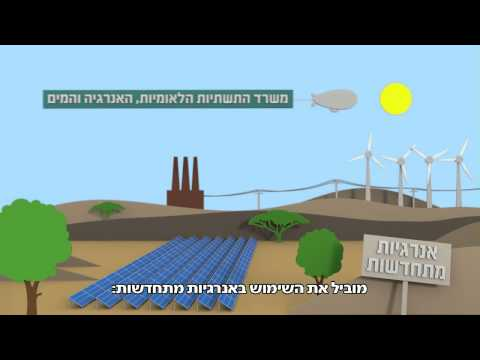 משרד התשתיות הלאומיות, האנרגיה והמים
אנרגיות
מתחדשות
מוביל את השימוש באנרגיות מתחדשות: